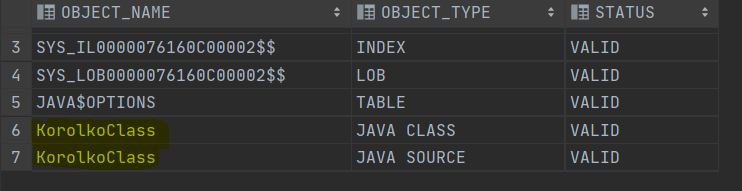 OBJECT_NAME OBJECT_TYPE STATUS
3 SYS_IL0000076160C00002$$ INDEX VALID
4 SYS_LOB0000076160C00002$$ LOB VALID
5 JAVA$OPTIONS TABLE VALID
6 KorolkoClass JAVA CLASS VALID
7 KorolkoClass JAVA SOURCE VALID